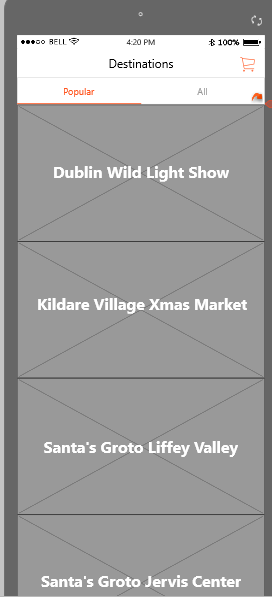 BELL 4:20 PM 100%
Destinations
Popular All
Dublin Wild Light Show
Kildare Village Xmas Market
Santa's Groto Liffey Valley
Santa's Groto Jervis Center